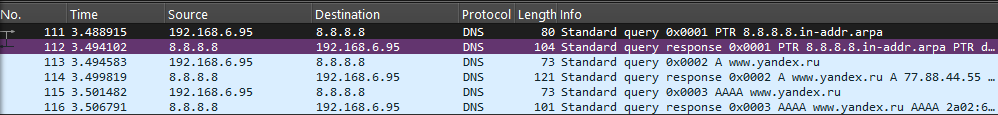 No. Time Source Destination Protocol Length Info
111 3.488915 192.168.6.95 8.8.8.8 DNS 80 Standard query 0x0001 PTR 8.8.8.8.in-addr.arpa
112 3.494102 8.8.8.8 192.168.6.95 DNS 104 Standard query response 0x0001 PTR 8.8.8.8.in-addr.arpa PTR d…
113 3.494583 192.168.6.95 8.8.8.8 DNS 73 Standard query 0x0002 A www.yandex.ru
114 3.499819 8.8.8.8 192.168.6.95 DNS 121 Standard query response 0x0002 A www.yandex.ru A 77.88.44.55 …
115 3.501482 192.168.6.95 8.8.8.8 DNS 73 Standard query 0x0003 AAAA www.yandex.ru
116 3.506791 8.8.8.8 192.168.6.95 DNS 101 Standard query response 0x0003 AAAA www.yandex.ru AAAA 2a02:6…